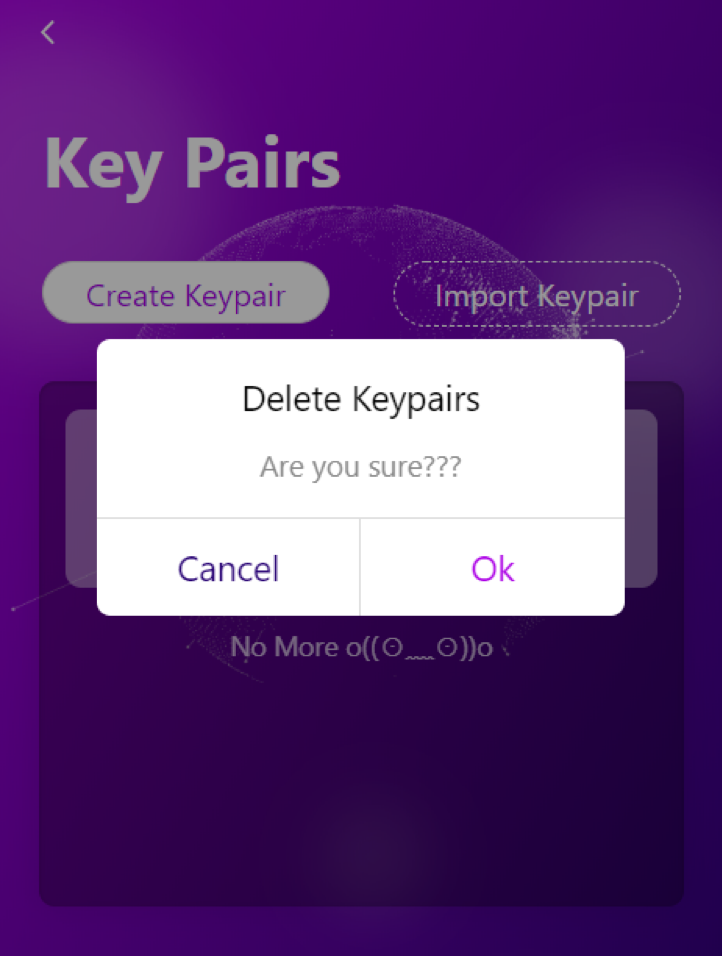 Key Pairs
Create Keypair
Import Keypair
Delete Keypairs
Are you sure???
Cancel
Ok
No More o((⊙﹏⊙))o